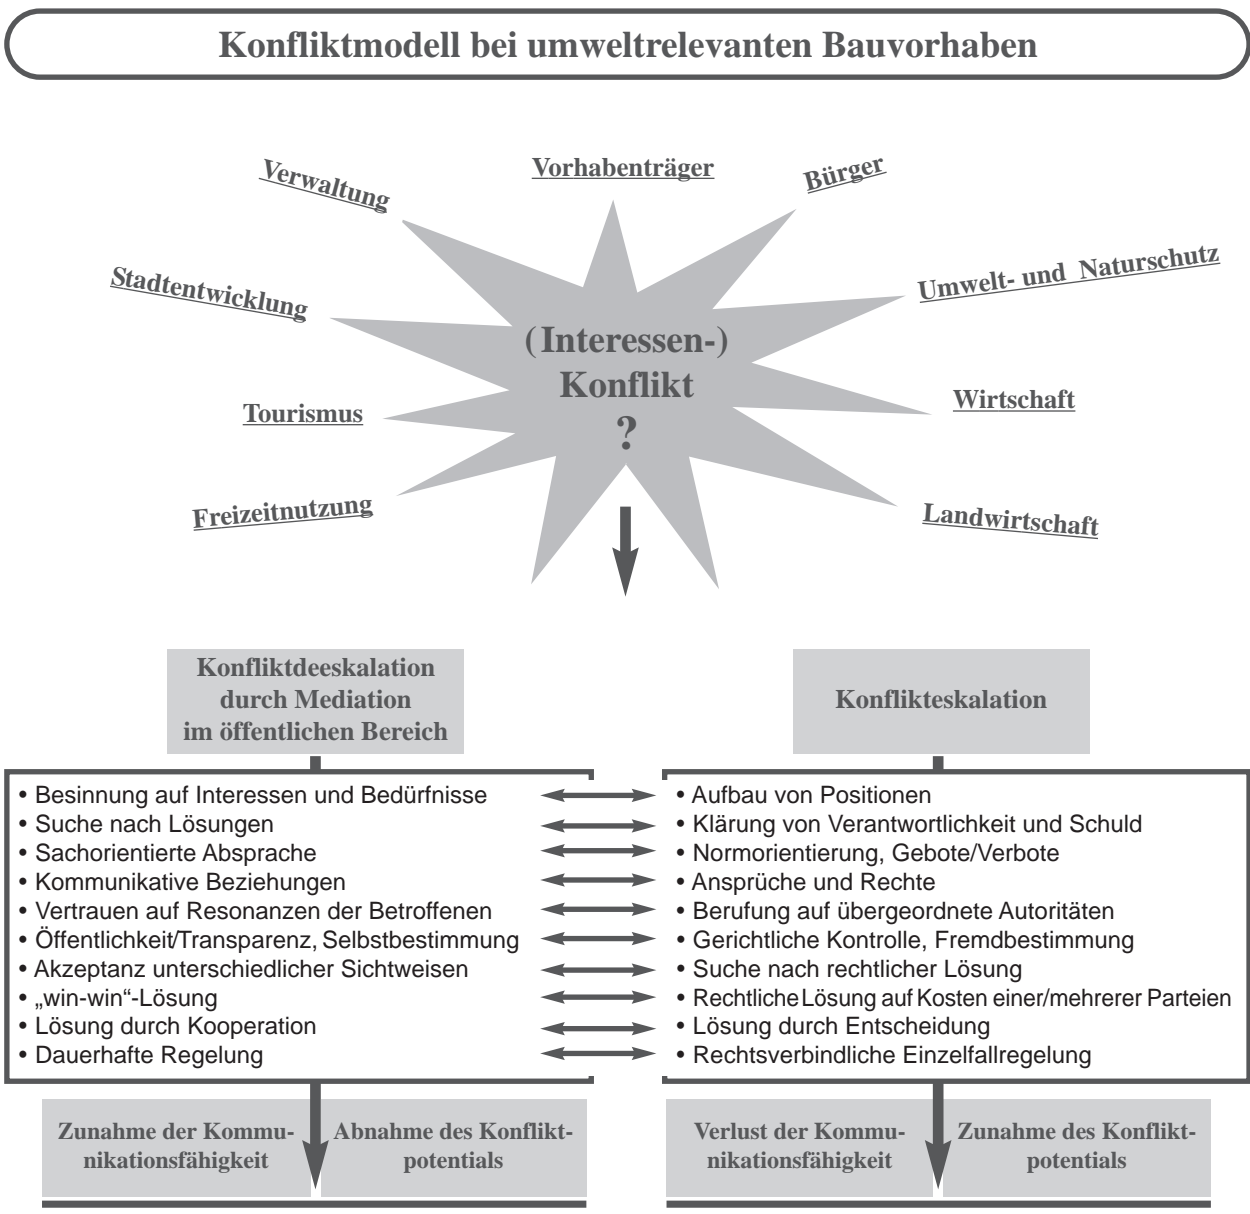 Konfliktmodell bei umweltrelevanten Bauvorhaben
Verwaltung
Vorhabenträger
Bürger
Stadtentwicklung
Umwelt- und Naturschutz
(Interessen-)
Konflikt
?
Tourismus
Wirtschaft
Freizeitnutzung
Landwirtschaft
Konfliktdeeskalation
durch Mediation
im öffentlichen Bereich
• Besinnung auf Interessen und Bedürfnisse
• Suche nach Lösungen
• Sachorientierte Absprache
• Kommunikative Beziehungen
• Vertrauen auf Resonanzen der Betroffenen
• Öffentlichkeit/Transparenz, Selbstbestimmung
• Akzeptanz unterschiedlicher Sichtweisen
• „win-win“-Lösung
• Lösung durch Kooperation
• Dauerhafte Regelung
Zunahme der Kommu-
nikationsfähigkeit
Abnahme des Konflikt-
potentials
Konflikteskalation
• Aufbau von Positionen
• Klärung von Verantwortlichkeit und Schuld
• Normorientierung, Gebote/Verbote
• Ansprüche und Rechte
• Berufung auf übergeordnete Autoritäten
• Gerichtliche Kontrolle, Fremdbestimmung
• Suche nach rechtlicher Lösung
• Rechtliche Lösung auf Kosten einer/mehrerer Parteien
• Lösung durch Entscheidung
• Rechtsverbindliche Einzelfallregelung
Verlust der Kommu-
nikationsfähigkeit
Zunahme des Konflikt-
potentials